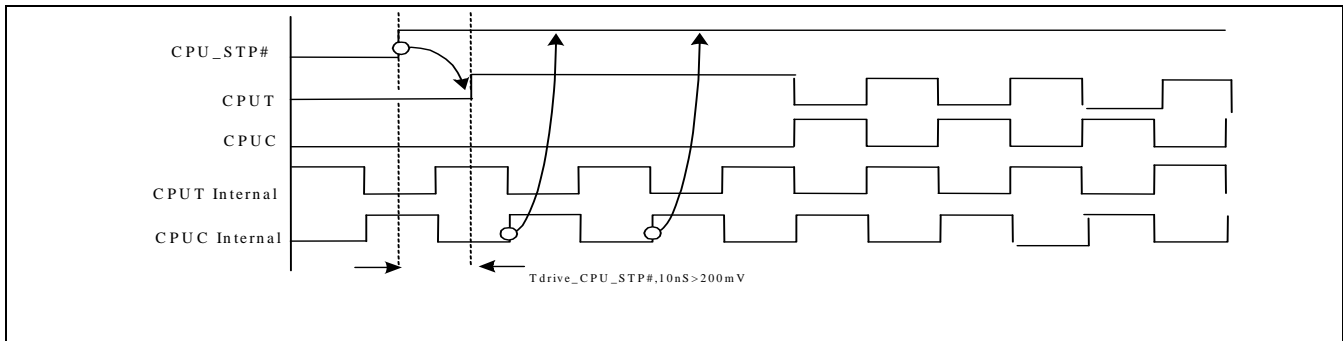 CPU_STP#
CPUT
CPUC
CPUT Internal
CPUC Internal
Tdrive_CPU_STP#,10nS>200mV